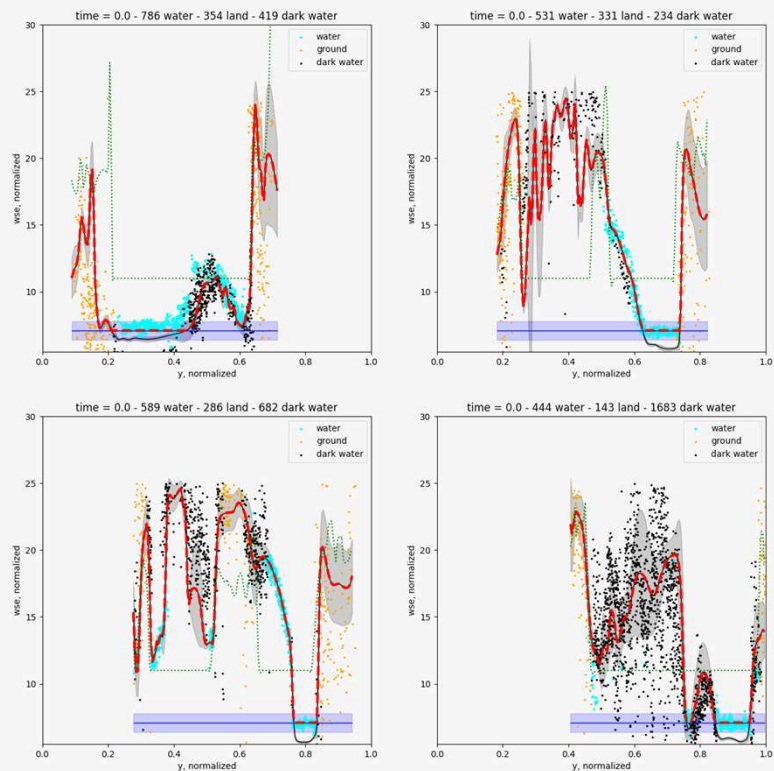 time = 0.0 - 786 water - 354 land - 419 dark water
30
25
20
15
10
wse, normalized
water
ground
dark water
0.0
0.2
0.4
0.6
0.8
1.0
y, normalized
time = 0.0 - 531 water - 331 land - 234 dark water
30
25
20
15
10
wse, normalized
water
ground
dark water
0.0
0.2
0.4
0.6
0.8
1.0
y, normalized
time = 0.0 - 589 water - 286 land - 682 dark water
30
25
20
15
10
wse, normalized
water
ground
dark water
0.0
0.2
0.4
0.6
0.8
1.0
y, normalized
time = 0.0 - 444 water - 143 land - 1683 dark water
30
25
20
15
10
wse, normalized
water
ground
dark water
0.0
0.2
0.4
0.6
0.8
1.0
y, normalized